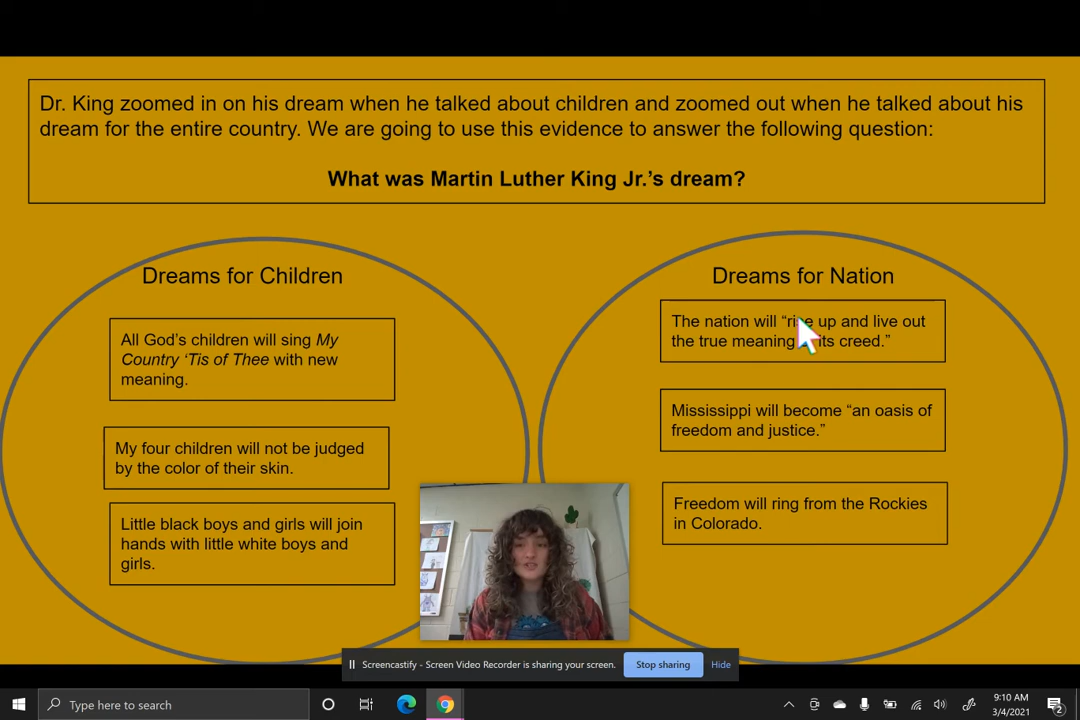 Dr. King zoomed in on his dream when he talked about children and zoomed out when he talked about his
dream for the entire country. We are going to use this evidence to answer the following question:
What was Martin Luther King Jr.'s dream?
Dreams for Children
All God's children will sing My
Country 'Tis of Thee with new
meaning.
My four children will not be judged
by the color of their skin.
Little black boys and girls will join
hands with little white boys and
girls.
Dreams for Nation
The nation will “rise up and live out
the true meaning its creed.”
Mississippi will become “an oasis of
freedom and justice.”
Freedom will ring from the Rockies
in Colorado.
Screencastify - Screen Video Recorder is sharing your screen.
Stop sharing
Hide
Type here to search
9:10 AM
3/4/2021
2